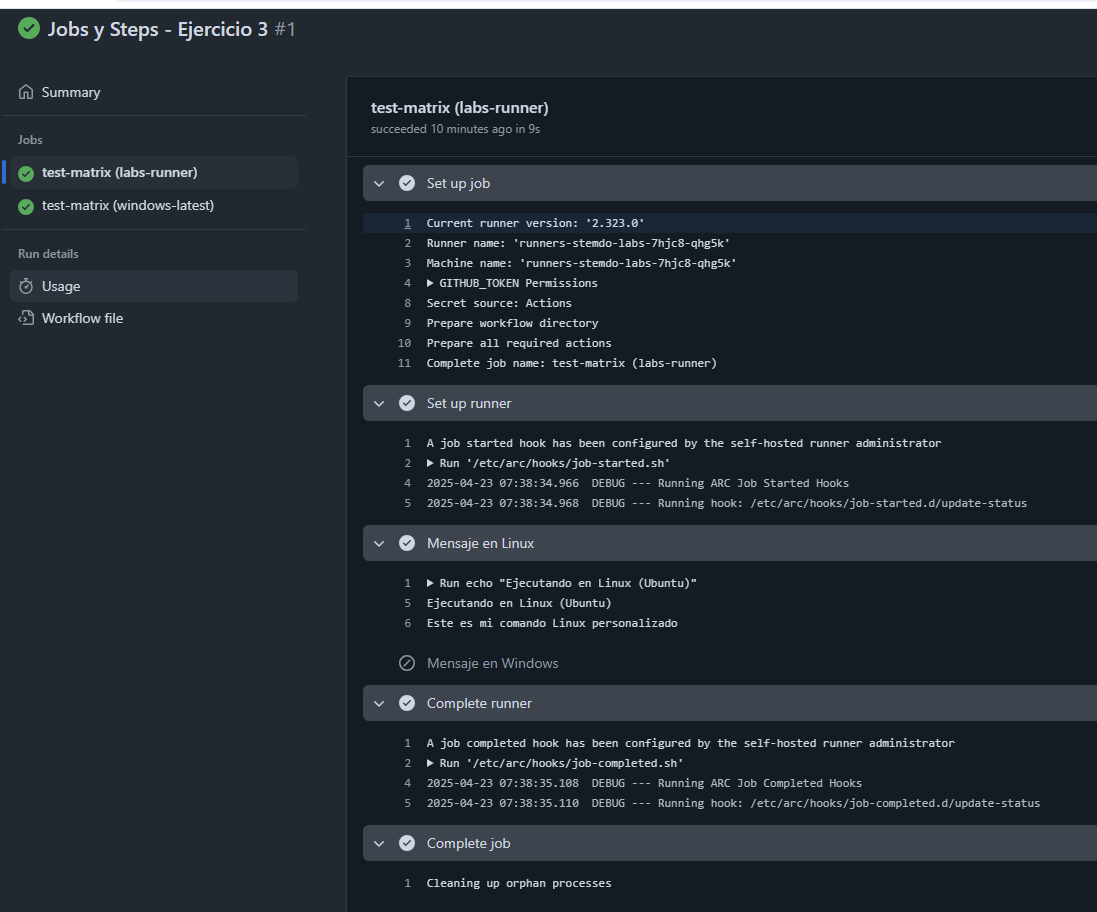 Jobs y Steps - Ejercicio 3 #1
Summary
Jobs
test-matrix (labs-runner)
test-matrix (windows-latest)
Run details
Usage
Workflow file
test-matrix (labs-runner)
succeeded 10 minutes ago in 9s
Set up job
1 Current runner version: '2.323.0'
2 Runner name: 'runners-stemdo-labs-7hjc8-qhg5k'
3 Machine name: 'runners-stemdo-labs-7hjc8-qhg5k'
4 GITHUB_TOKEN Permissions
8 Secret source: Actions
9 Prepare workflow directory
10 Prepare all required actions
11 Complete job name: test-matrix (labs-runner)
Set up runner
1 A job started hook has been configured by the self-hosted runner administrator
2 Run '/etc/arc/hooks/job-started.sh'
4 2025-04-23 07:38:34.966 DEBUG --- Running ARC Job Started Hooks
5 2025-04-23 07:38:34.968 DEBUG --- Running hook: /etc/arc/hooks/job-started.d/update-status
Mensaje en Linux
1 Run echo "Ejecutando en Linux (Ubuntu)"
5 Ejecutando en Linux (Ubuntu)
6 Este es mi comando Linux personalizado
Mensaje en Windows
Complete runner
1 A job completed hook has been configured by the self-hosted runner administrator
2 Run '/etc/arc/hooks/job-completed.sh'
4 2025-04-23 07:38:35.108 DEBUG --- Running ARC Job Completed Hooks
5 2025-04-23 07:38:35.110 DEBUG --- Running hook: /etc/arc/hooks/job-completed.d/update-status
Complete job
1 Cleaning up orphan processes